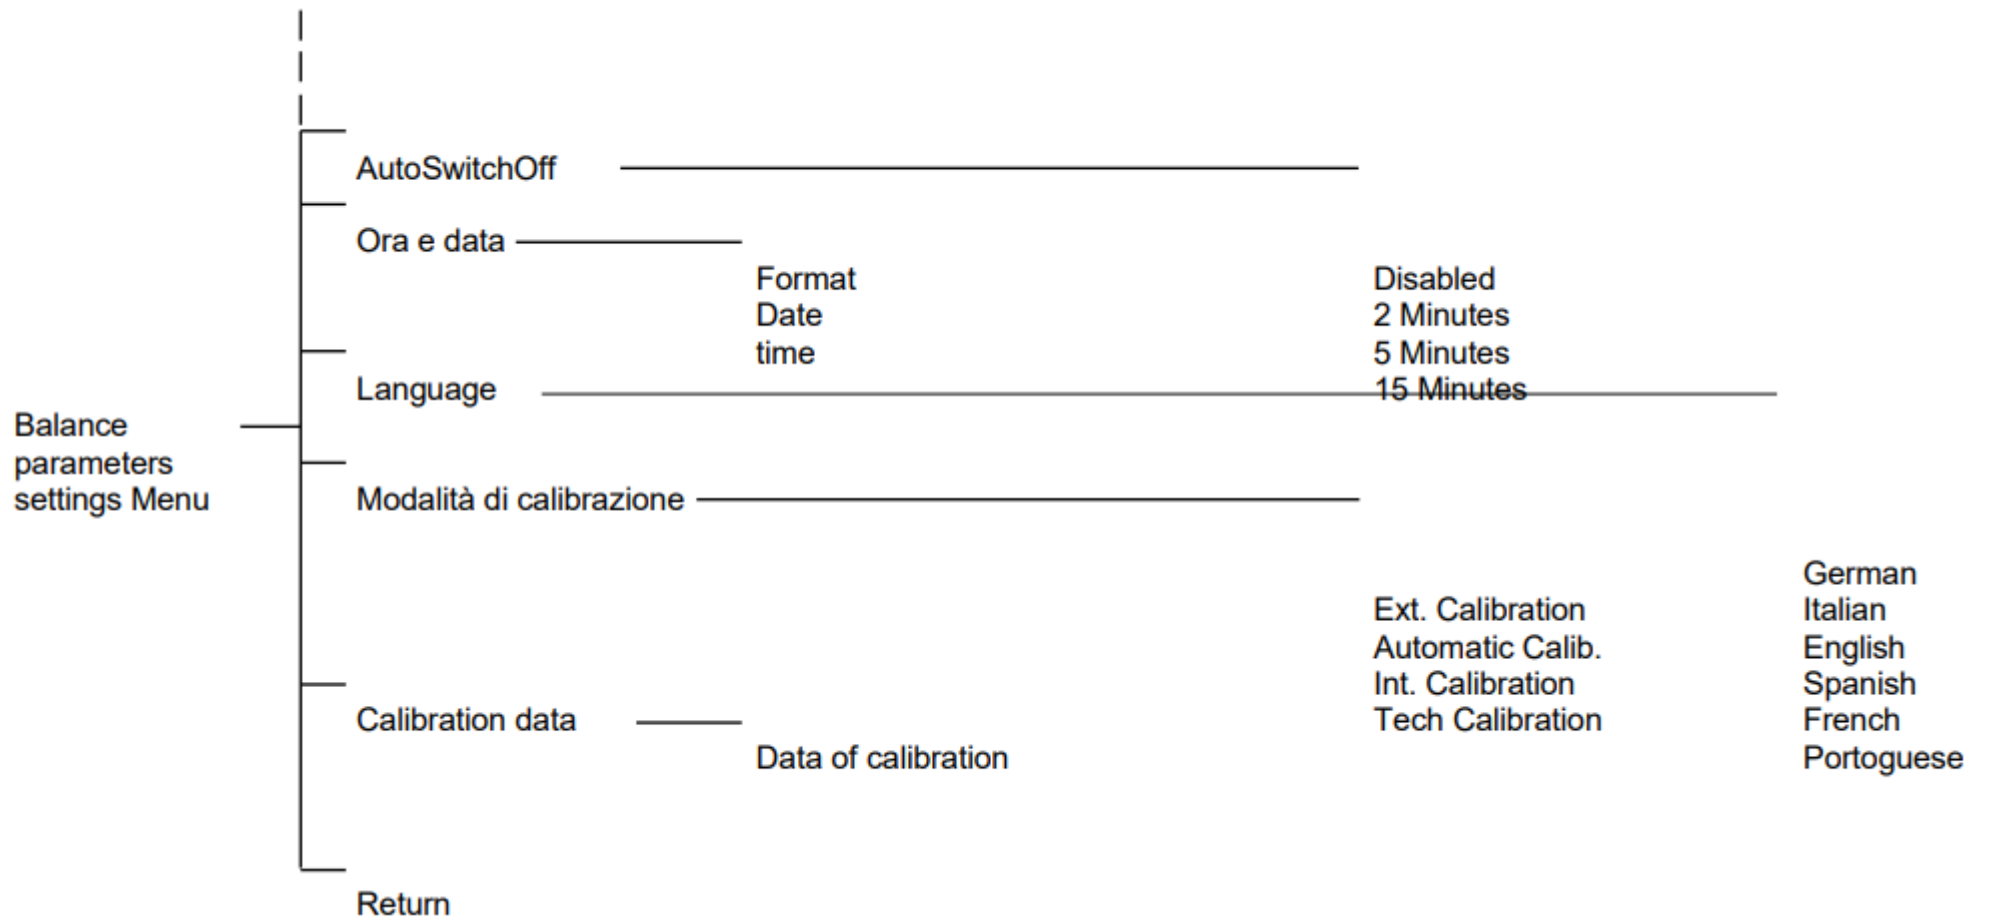 AutoSwitchOff
Ora e data
Format
Disabled
Date
2 Minutes
time
5 Minutes
Language
15 Minutes
Balance
parameters
settings Menu
Modalità di calibrazione
German
Ext. Calibration
Italian
Automatic Calib.
English
Int. Calibration
Spanish
Calibration data
Tech Calibration
French
Data of calibration
Portoguese
Return